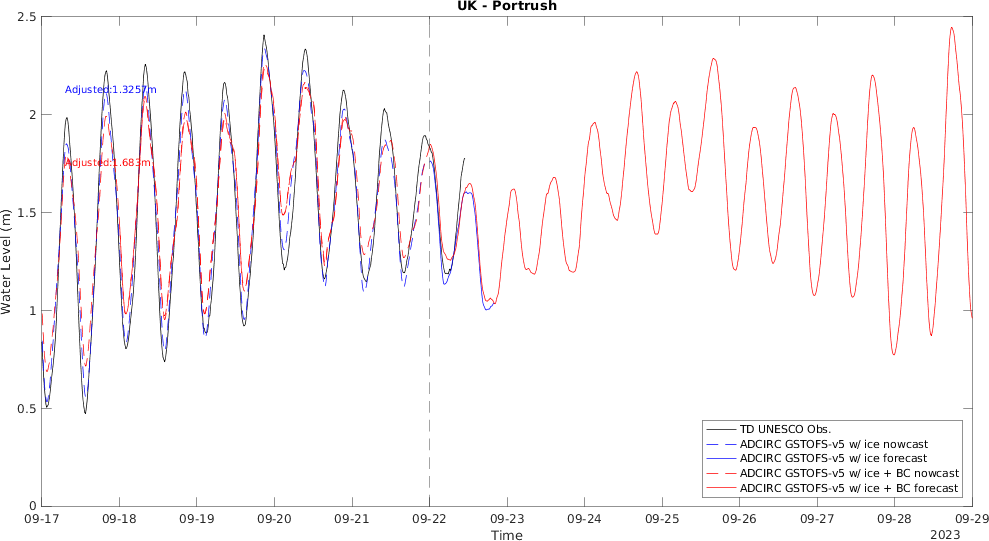 UK - Portrush
2.5
2
1.5
1
0.5
0
Water Level (m)
Adjusted:1.3257m
Adjusted:1.683m
TD UNESCO Obs.
ADCIRC GSTOFS-v5 w/ ice nowcast
ADCIRC GSTOFS-v5 w/ ice forecast
ADCIRC GSTOFS-v5 w/ ice + BC nowcast
ADCIRC GSTOFS-v5 w/ ice + BC forecast
09-17 09-18 09-19 09-20 09-21 09-22 09-23 09-24 09-25 09-26 09-27 09-28 09-29
Time
2023